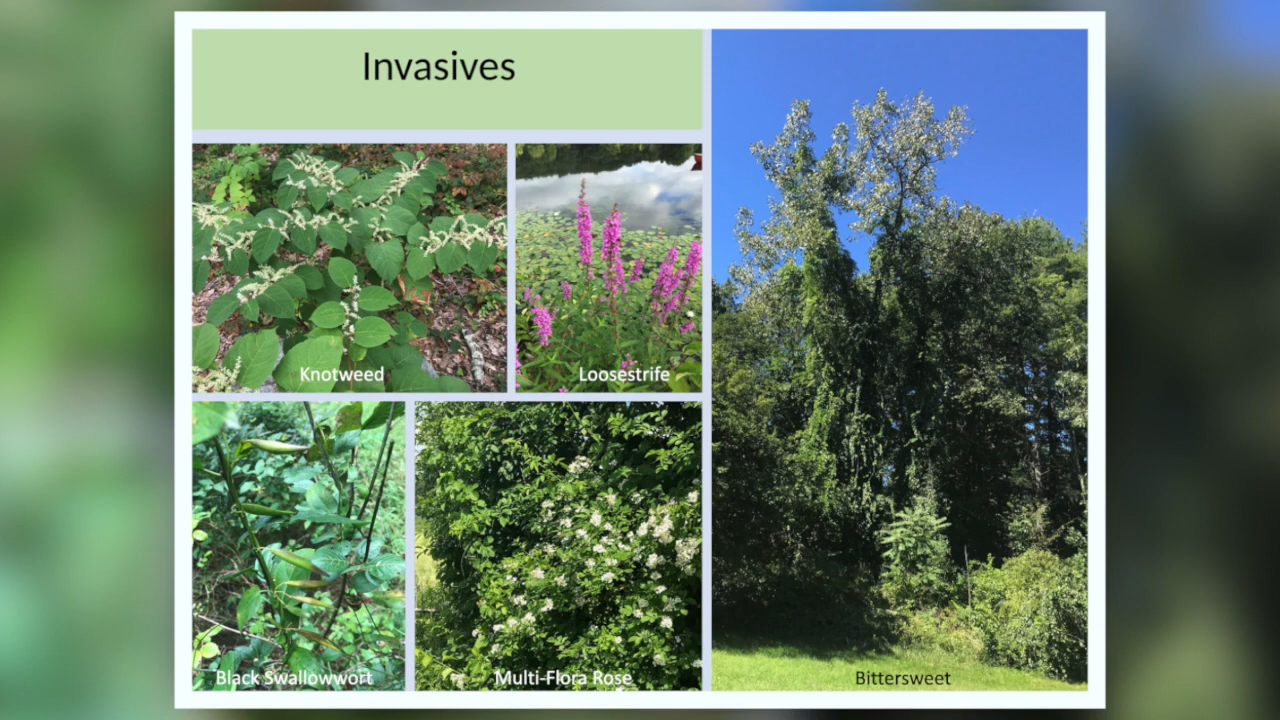 Invasives
Knotweed
Loosestrife
Black Swallowwort
Multi-Flora Rose
Bittersweet